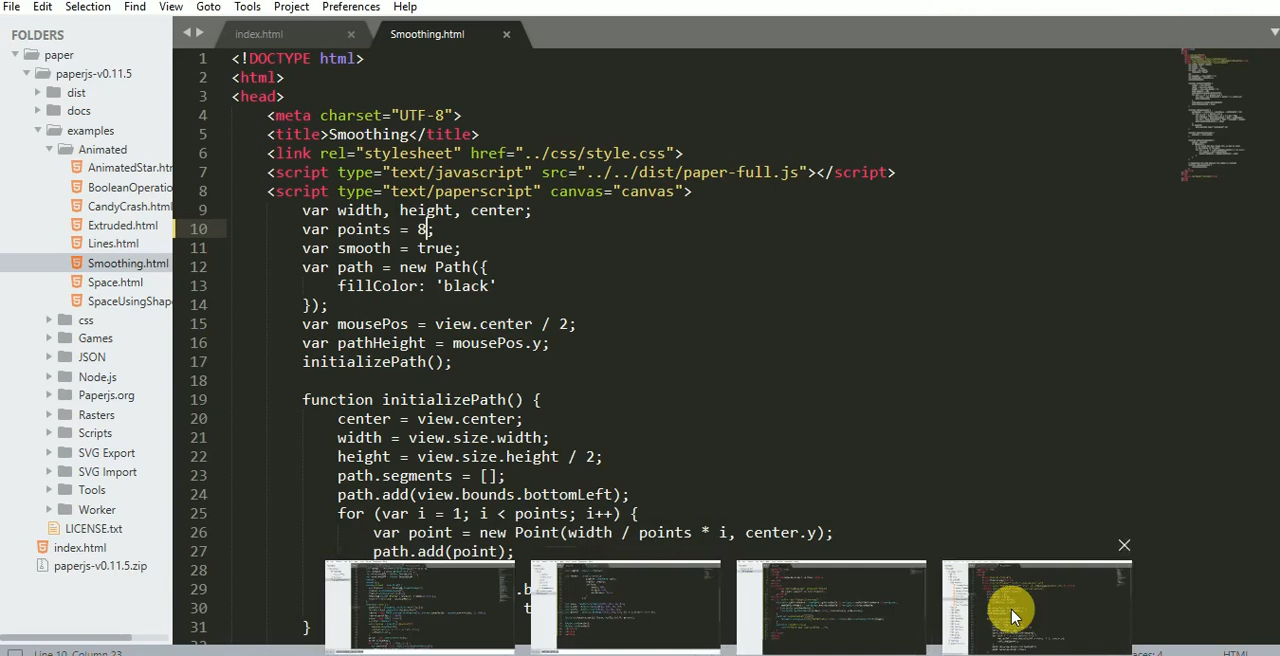 File Edit Selection Find View Goto Tools Project Preferences Help
FOLDERS
paper
paperjs-v0.11.5
dist
docs
examples
Animated
AnimatedStar.htr
BooleanOperatio
CandyCrash.html
Extruded.html
Lines.html
Smoothing.html
Space.html
SpaceUsingShap
css
Games
JSON
Node.js
Paperjs.org
Rasters
Scripts
SVG Export
SVG Import
Tools
Worker
LICENSE.txt
index.html
paperjs-v0.11.5.zip
index.html Smoothing.html
1 <!DOCTYPE html>
2 <html>
3 <head>
4 <meta charset="UTF-8">
5 <title>Smoothing</title>
6 <link rel="stylesheet" href="../css/style.css">
7 <script type="text/javascript" src="../../dist/paper-full.js"></script>
8 <script type="text/paperscript" canvas="canvas">
9 var width, height, center;
10 var points = 8;
11 var smooth = true;
12 var path = new Path({
13 fillColor: 'black'
14 });
15 var mousePos = view.center / 2;
16 var pathHeight = mousePos.y;
17 initializePath();
18
19 function initializePath() {
20 center = view.center;
21 width = view.size.width;
22 height = view.size.height / 2;
23 path.segments = [];
24 path.add(view.bounds.bottomLeft);
25 for (var i = 1; i < points; i++) {
26 var point = new Point(width / points * i, center.y);
27 path.add(point);
28
29 .b
30 t
31 }
Line 10, Column 23
HTML